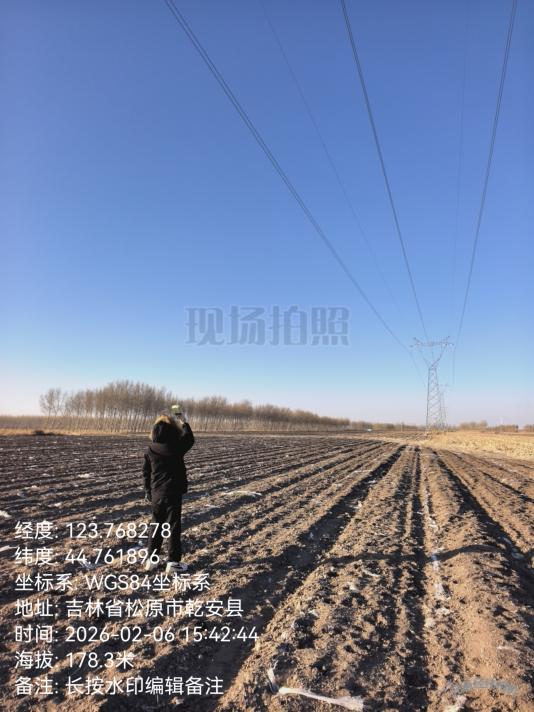 现场拍照
经度: 123.768278
纬度: 44.761896
坐标系: WGS84坐标系
地址: 吉林省松原市乾安县
时间: 2026-02-06 15:42:44
海拔: 178.3米
备注: 长按水印编辑备注